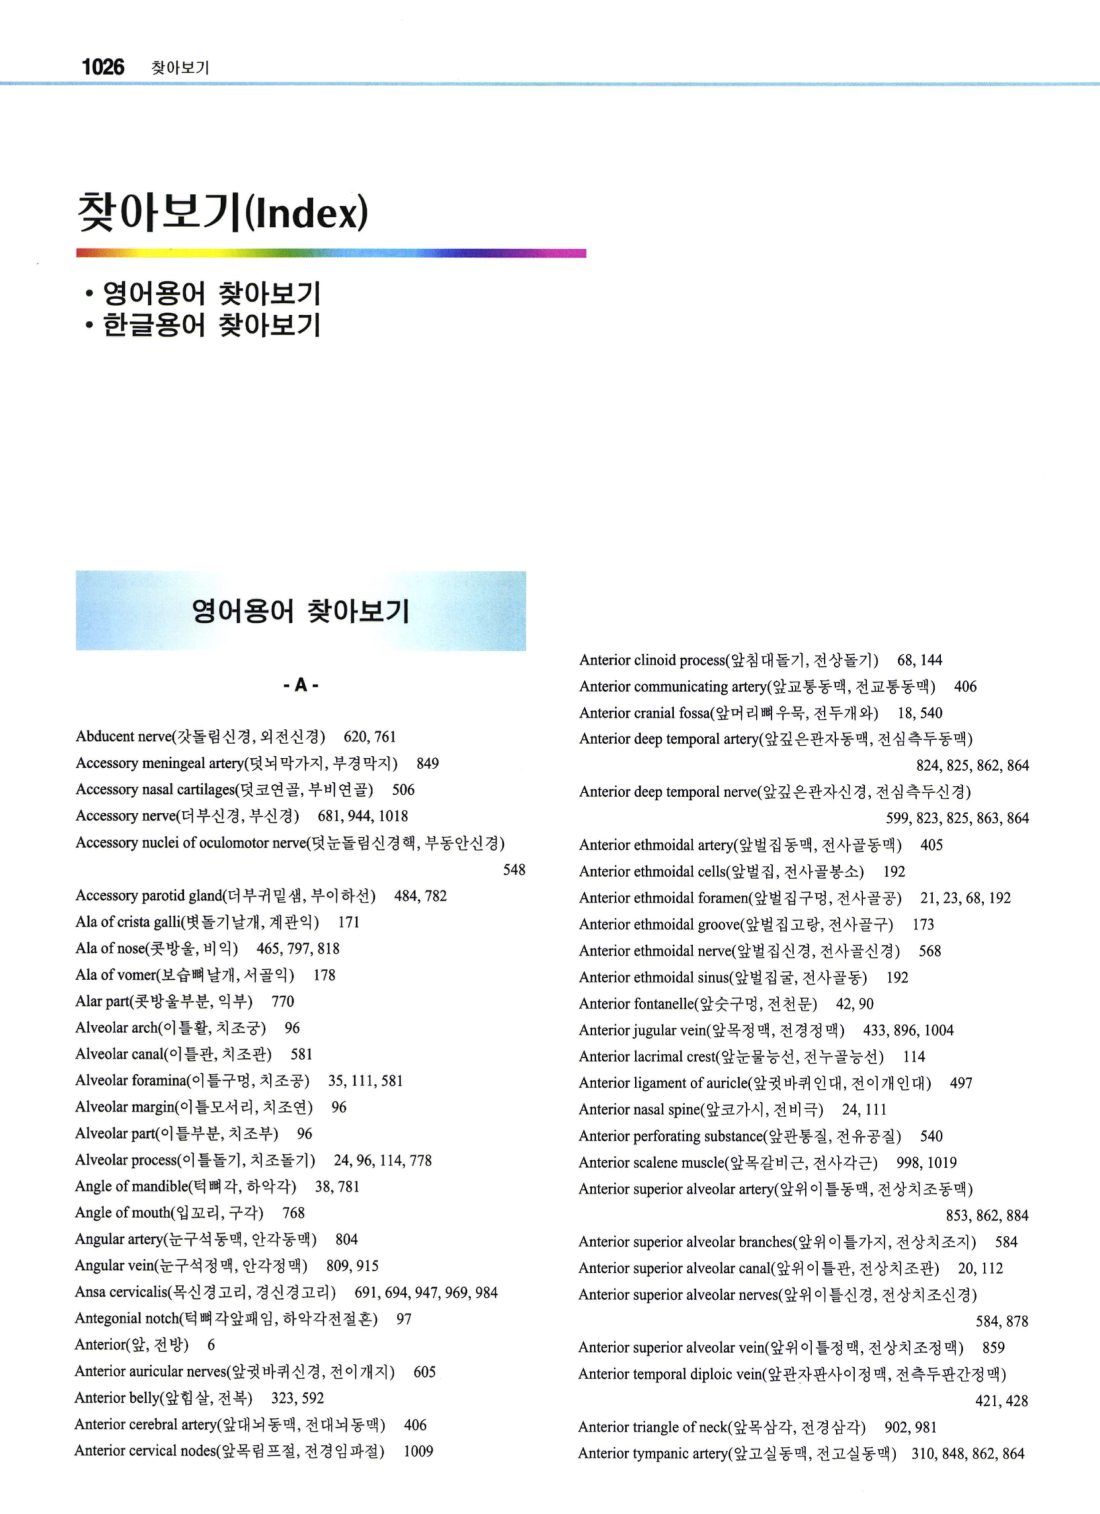 1026 찾아보기
찾아보기(Index)
• 영어용어 찾아보기
• 한글용어 찾아보기
영어용어 찾아보기
- A -
Abducent nerve(갓돌림신경, 외전신경) 620, 761
Accessory meningeal artery(덧뇌막가지, 부경막지) 849
Accessory nasal cartilages(덧코연골, 부비연골) 506
Accessory nerve(더부신경, 부신경) 681, 944, 1018
Accessory nuclei of oculomotor nerve(덧눈돌림신경핵, 부동안신경)
548
Accessory parotid gland(더부귀밑샘, 부이하선) 484, 782
Ala of crista galli(볏돌기날개, 계관익) 171
Ala of nose(콧방울, 비익) 465, 797, 818
Ala of vomer(보습뼈날개, 서골익) 178
Alar part(콧방울부분, 익부) 770
Alveolar arch(이틀활, 치조궁) 96
Alveolar canal(이틀관, 치조관) 581
Alveolar foramina(이틀구멍, 치조공) 35, 111, 581
Alveolar margin(이틀모서리, 치조연) 96
Alveolar part(이틀부분, 치조부) 96
Alveolar process(이틀돌기, 치조돌기) 24, 96, 114, 778
Angle of mandible(턱뼈각, 하악각) 38, 781
Angle of mouth(입꼬리, 구각) 768
Angular artery(눈구석동맥, 안각동맥) 804
Angular vein(눈구석정맥, 안각정맥) 809, 915
Ansa cervicalis(목신경고리, 경신경고리) 691, 694, 947, 969, 984
Antegonial notch(턱뼈각앞패임, 하악각전절흔) 97
Anterior(앞, 전방) 6
Anterior auricular nerves(앞귓바퀴신경, 전이개지) 605
Anterior belly(앞힘살, 전복) 323, 592
Anterior cerebral artery(앞대뇌동맥, 전대뇌동맥) 406
Anterior cervical nodes(앞목림프절, 전경임파절) 1009
Anterior clinoid process(앞침대돌기, 전상돌기) 68, 144
Anterior communicating artery(앞교통동맥, 전교통동맥) 406
Anterior cranial fossa(앞머리뼈우묵, 전두개와) 18, 540
Anterior deep temporal artery(앞깊은관자동맥, 전심측두동맥)
824, 825, 862, 864
Anterior deep temporal nerve(앞깊은관자신경, 전심측두신경)
599, 823, 825, 863, 864
Anterior ethmoidal artery(앞벌집동맥, 전사골동맥) 405
Anterior ethmoidal cells(앞벌집, 전사골봉소) 192
Anterior ethmoidal foramen(앞벌집구멍, 전사골공) 21, 23, 68, 192
Anterior ethmoidal groove(앞벌집고랑, 전사골구) 173
Anterior ethmoidal nerve(앞벌집신경, 전사골신경) 568
Anterior ethmoidal sinus(앞벌집굴, 전사골동) 192
Anterior fontanelle(앞숫구멍, 전천문) 42, 90
Anterior jugular vein(앞목정맥, 전경정맥) 433, 896, 1004
Anterior lacrimal crest(앞눈물능선, 전누골능선) 114
Anterior ligament of auricle(앞귓바퀴인대, 전이개인대) 497
Anterior nasal spine(앞코가시, 전비극) 24, 111
Anterior perforating substance(앞관통질, 전유공질) 540
Anterior scalene muscle(앞목갈비근, 전사각근) 998, 1019
Anterior superior alveolar artery(앞위이틀동맥, 전상치조동맥)
853, 862, 884
Anterior superior alveolar branches(앞위이틀가지, 전상치조지) 584
Anterior superior alveolar canal(앞위이틀관, 전상치조관) 20, 112
Anterior superior alveolar nerves(앞위이틀신경, 전상치조신경)
584, 878
Anterior superior alveolar vein(앞위이틀정맥, 전상치조정맥) 859
Anterior temporal diploic vein(앞관자판사이정맥, 전측두판간정맥)
421, 428
Anterior triangle of neck(앞목삼각, 전경삼각) 902, 981
Anterior tympanic artery(앞고실동맥, 전고실동맥) 310, 848, 862, 864